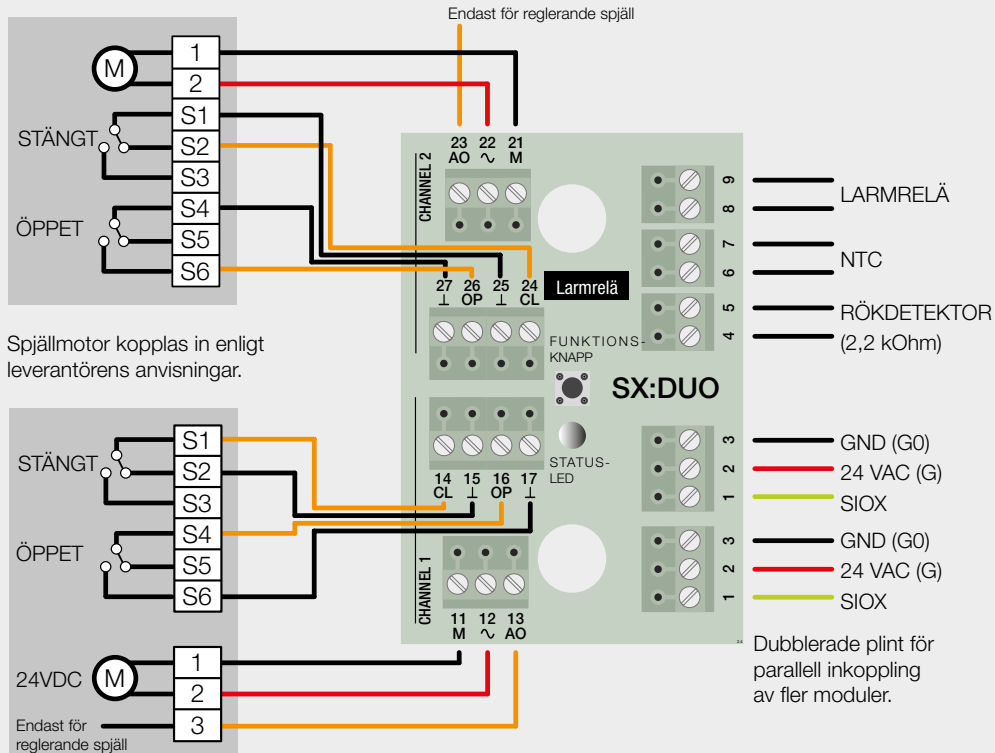 Endast för reglerande spjäll
M
1
2
STÄNGT
S1
S2
S3
ÖPPET
S4
S5
S6
Spjällmotor kopplas in enligt
leverantörens anvisningar.
STÄNGT
S1
S2
S3
ÖPPET
S4
S5
S6
24VDC
M
1
2
3
Endast för
reglerande spjäll
CHANNEL 2
23 22 21
AO ∿ M
27 26 25 24
⊥ OP ⊥ CL
Larmrelä
FUNKTIONS-
KNAPP
SX:DUO
STATUS-
LED
14 15 16 17
CL ⊥ OP ⊥
CHANNEL 1
11 12 13
M ∿ AO
9
8
LARMRELÄ
7
6
NTC
5
4
RÖKDETEKTOR
(2,2 kOhm)
3 GND (G0)
2 24 VAC (G)
1 SIOX
3 GND (G0)
2 24 VAC (G)
1 SIOX
Dubblerade plint för
parallell inkoppling
av fler moduler.